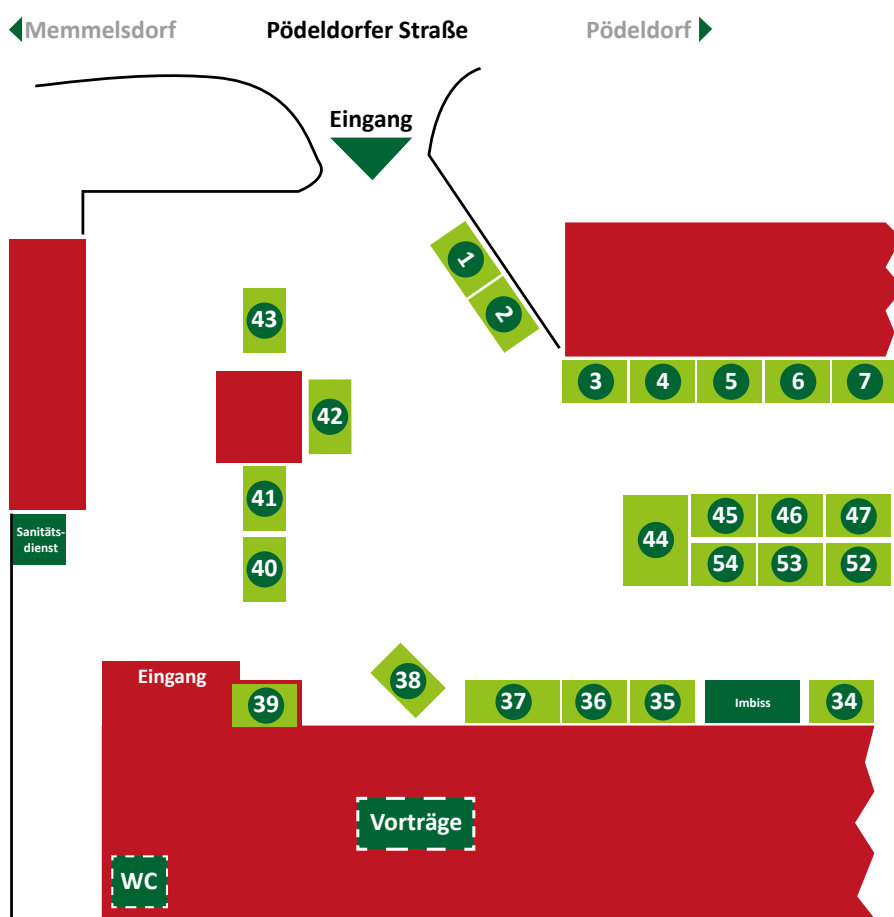 Memmelsdorf
Pödeldorfer Straße
Pödeldorf
Eingang
1
2
43
42
3
4
5
6
7
41
40
Sanitäts-
dienst
44
45
46
47
54
53
52
Eingang
39
38
37
36
35
Imbiss
34
Vorträge
WC